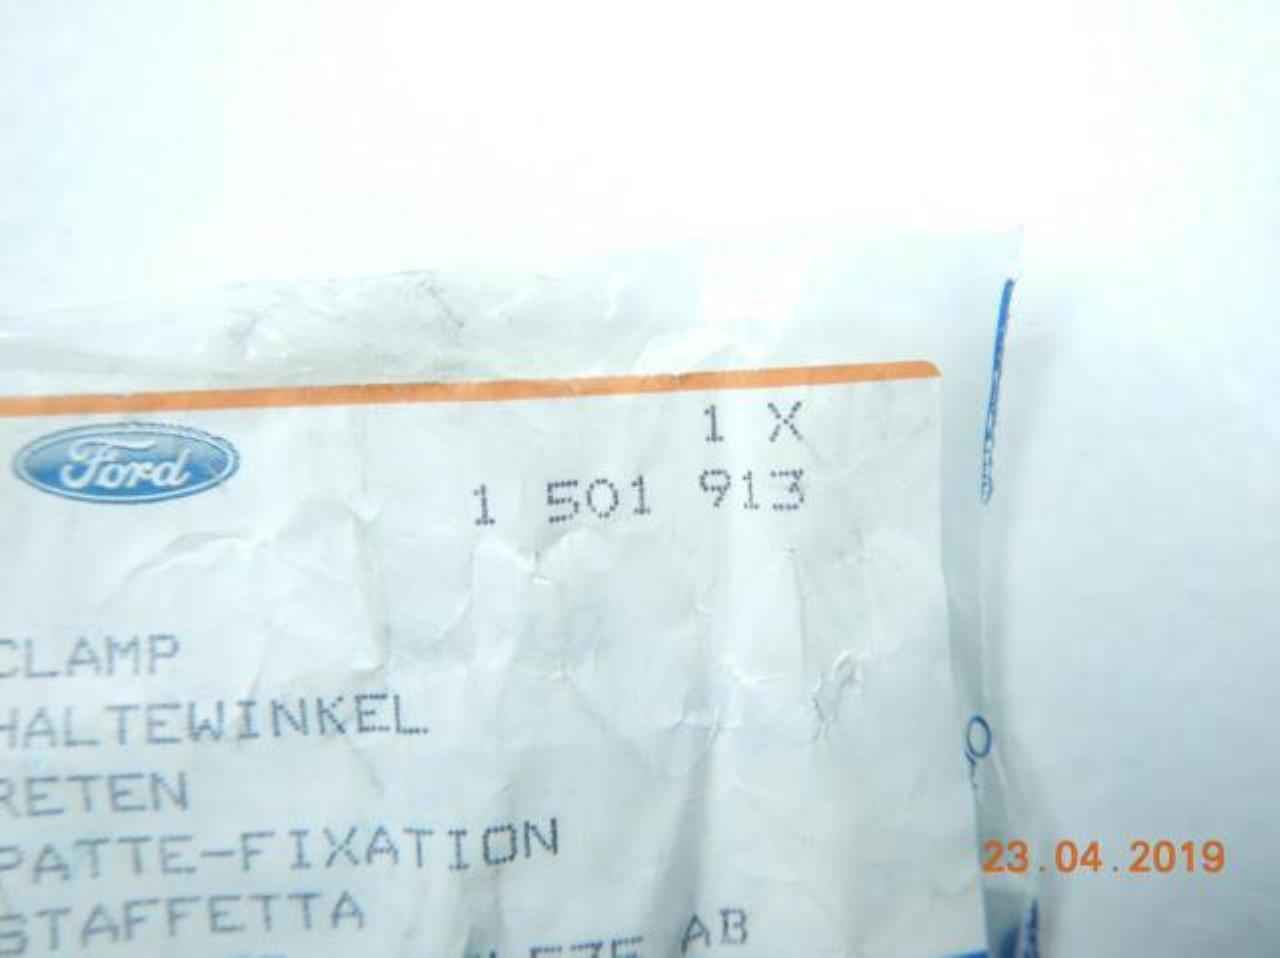 1 X
Ford
1 501 913
CLAMP
HALTEWINKEL
RETEN
PATTE-FIXATION
STAFFETTA
AB
23.04.2019